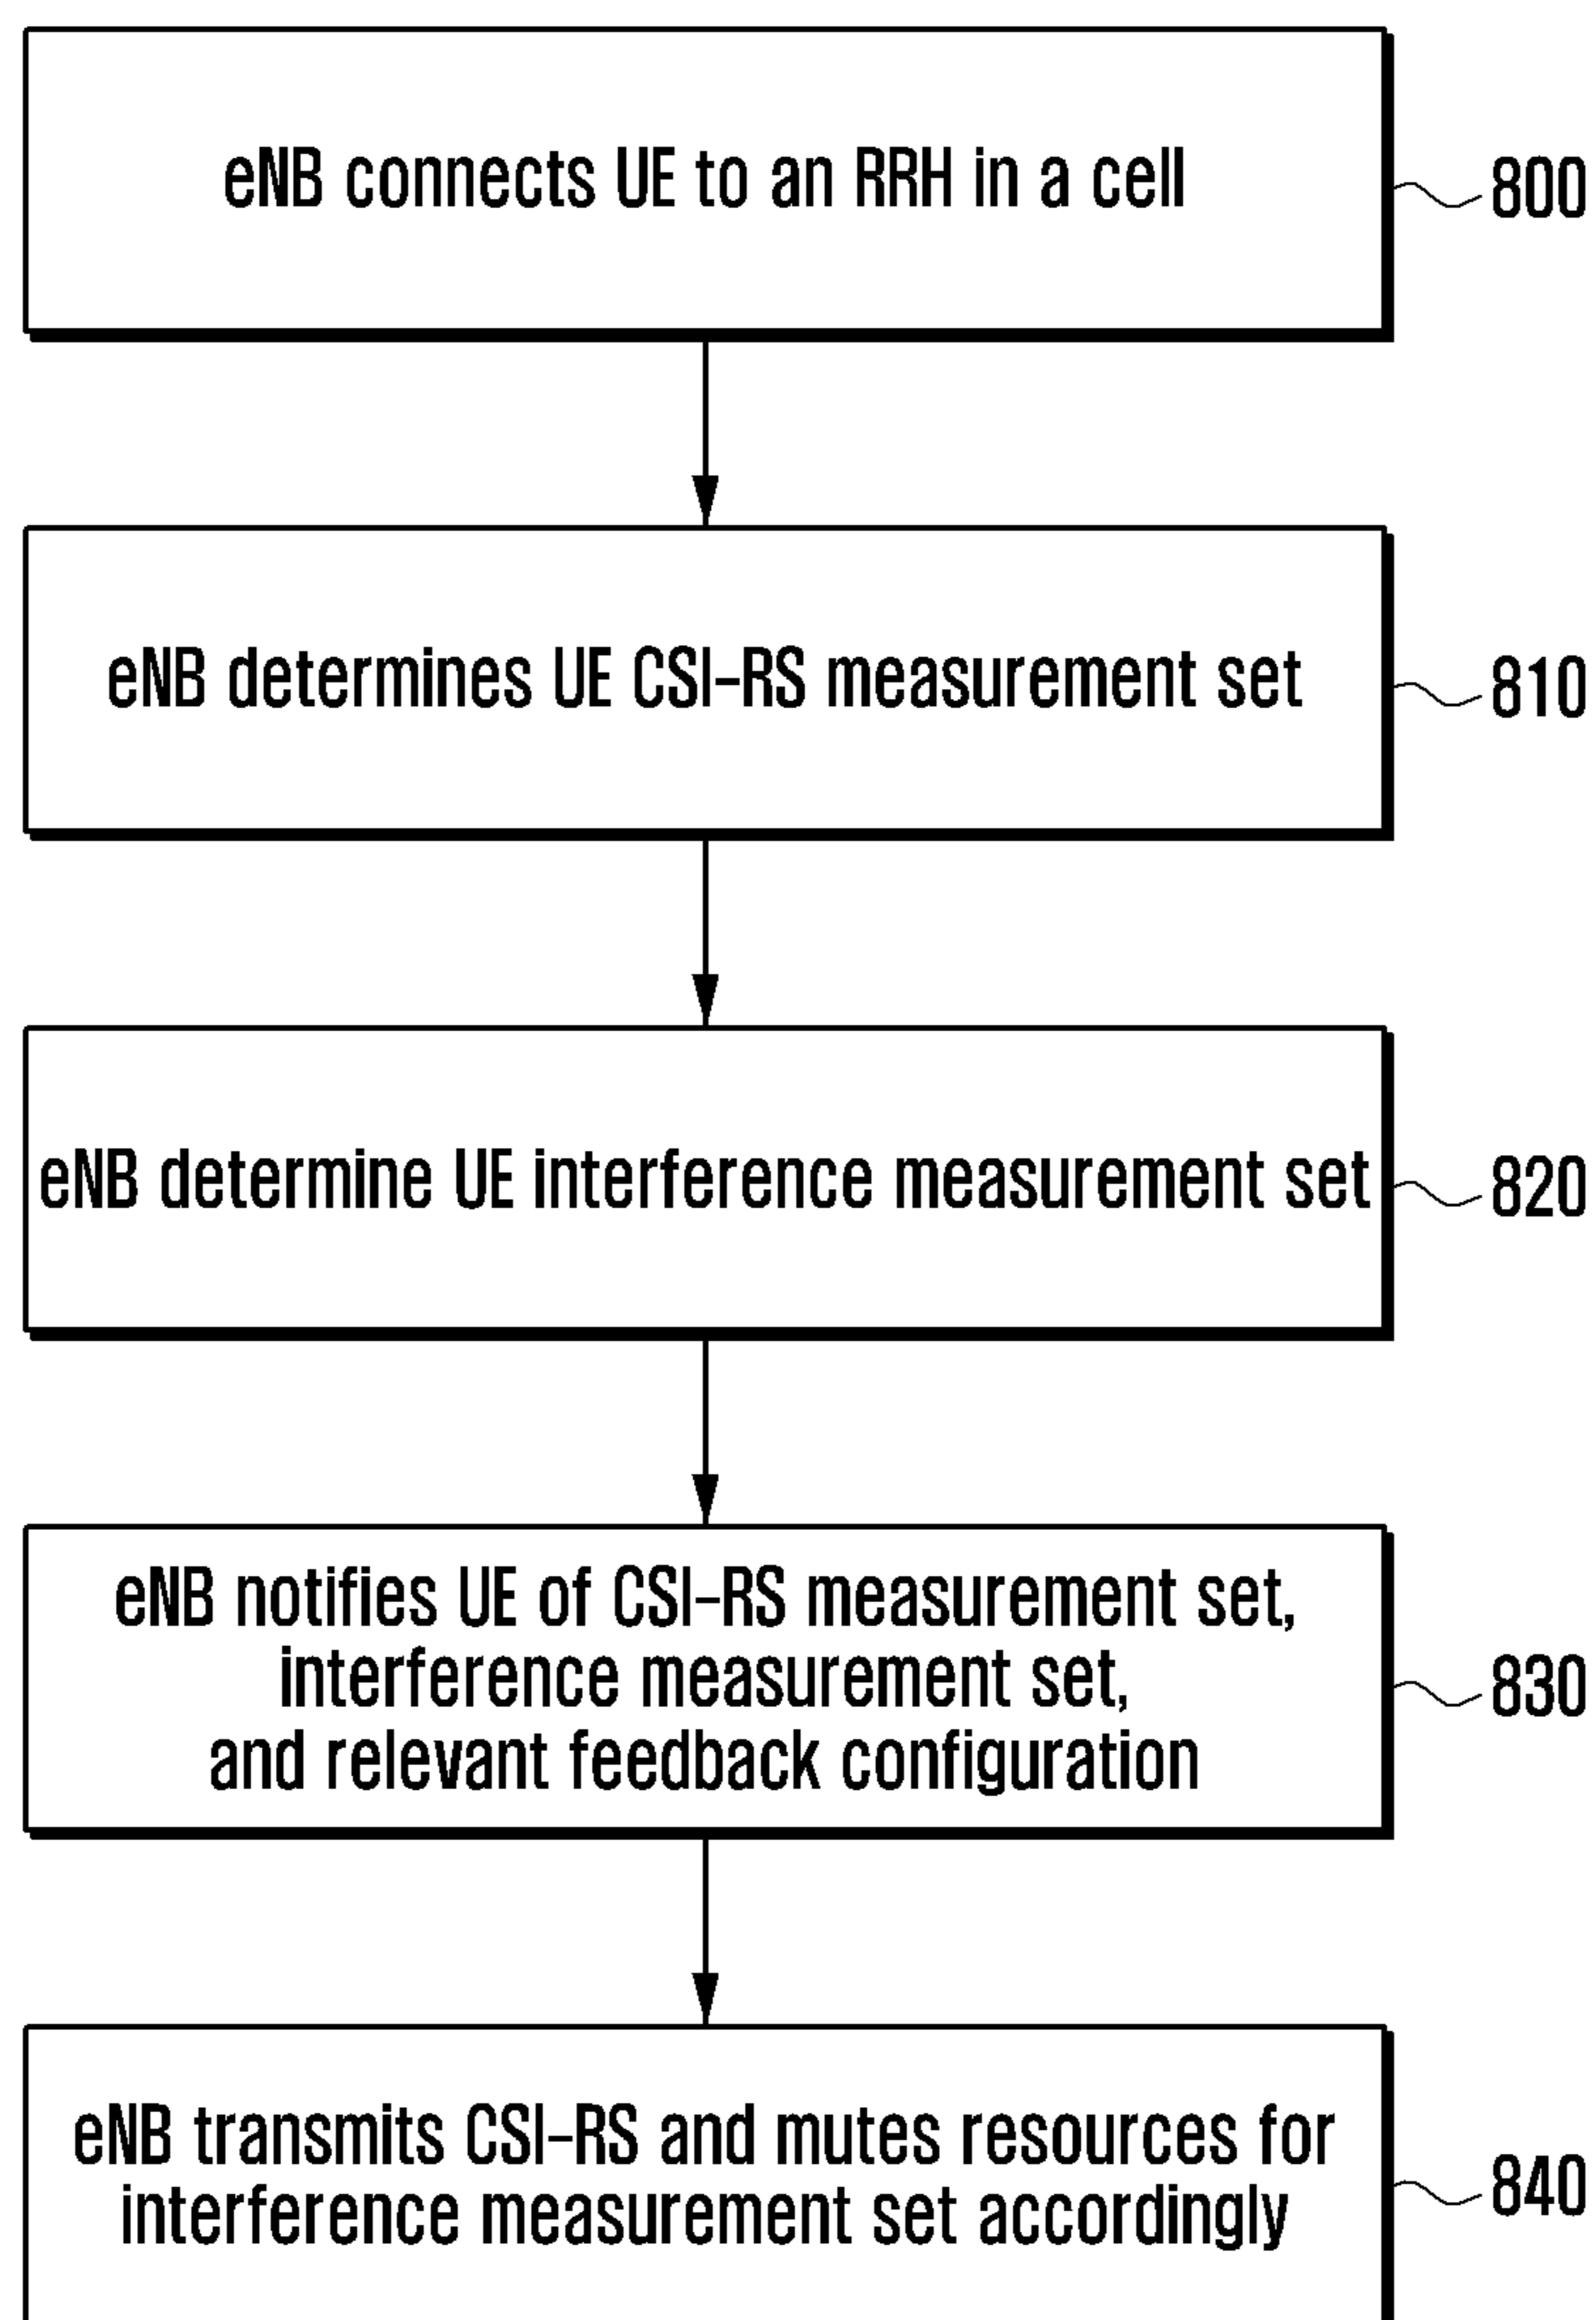 eNB connects UE to an RRH in a cell
800
eNB determines UE CSI-RS measurement set
810
eNB determine UE interference measurement set
820
eNB notifies UE of CSI-RS measurement set,
interference measurement set,
and relevant feedback configuration
830
eNB transmits CSI-RS and mutes resources for
interference measurement set accordingly
840